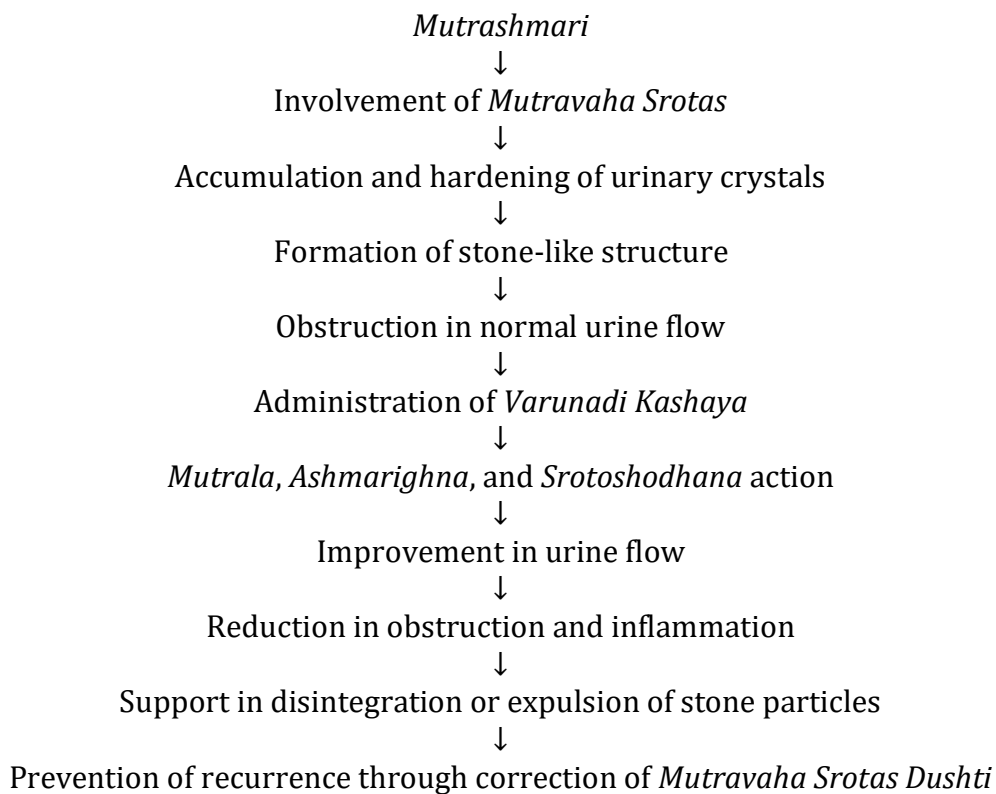 Mutrashmari
↓
Involvement of Mutravaha Srotas
↓
Accumulation and hardening of urinary crystals
↓
Formation of stone-like structure
↓
Obstruction in normal urine flow
↓
Administration of Varunadi Kashaya
↓
Mutrala, Ashmarighna, and Srotoshodhana action
↓
Improvement in urine flow
↓
Reduction in obstruction and inflammation
↓
Support in disintegration or expulsion of stone particles
↓
Prevention of recurrence through correction of Mutravaha Srotas Dushti